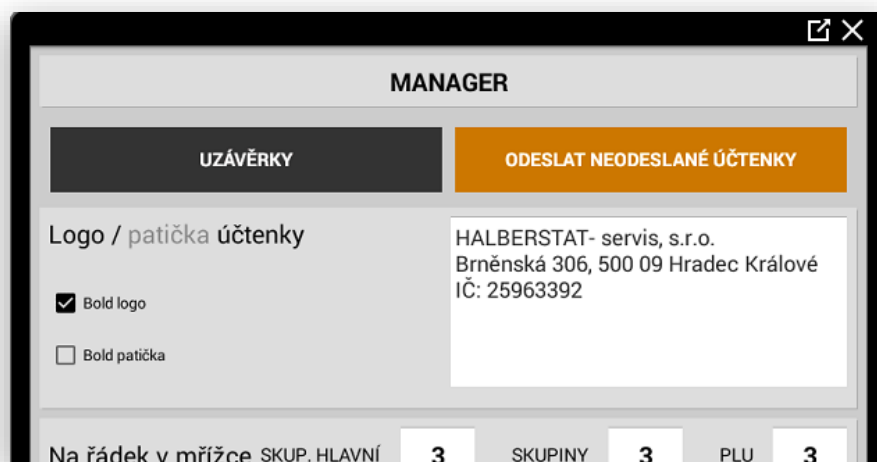 MANAGER
UZÁVĚRKY
ODESLAT NEODESLANÉ ÚČTENKY
Logo / patička účtenky
HALBERSTAT- servis, s.r.o.
Brněnská 306, 500 09 Hradec Králové
IČ: 25963392
Bold logo
Bold patička
Na řádek v mřížce SKUP. HLAVNÍ 3 SKUPINY 3 PLU 3